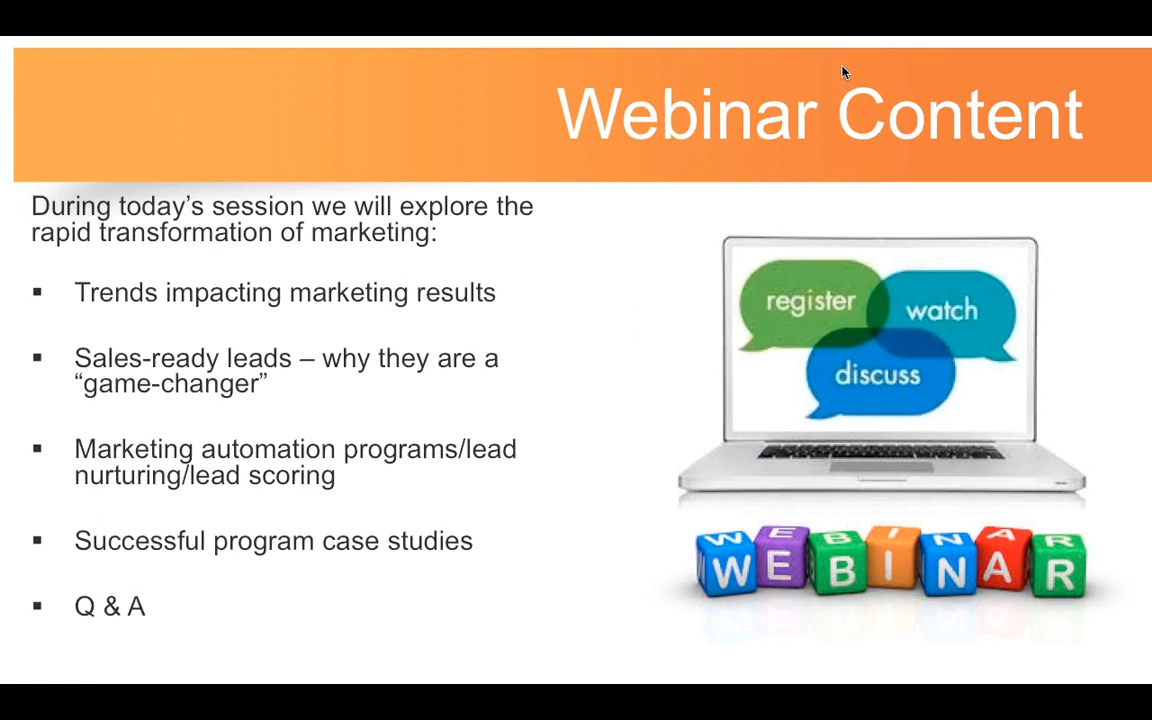 Webinar Content
During today’s session we will explore the
rapid transformation of marketing:
▪ Trends impacting marketing results
▪ Sales-ready leads – why they are a
“game-changer”
▪ Marketing automation programs/lead
nurturing/lead scoring
▪ Successful program case studies
▪ Q & A
register
watch
discuss
W E B I N A R
W E B I N A R